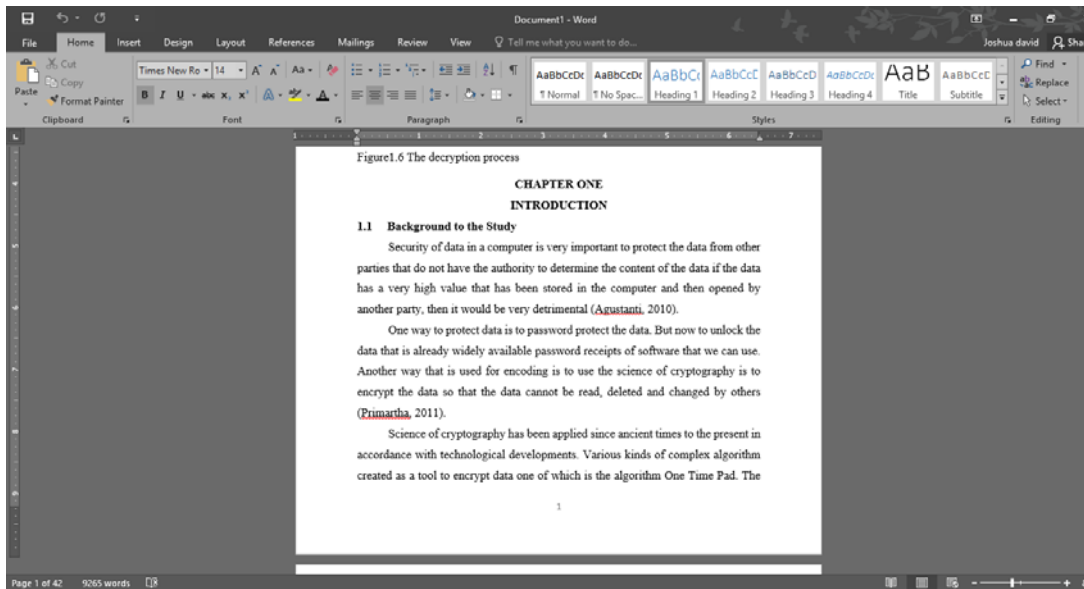 Document1 - Word
File Home Insert Design Layout References Mailings Review View Tell me what you want to do... Joshua david Sha
Paste
Cut
Copy
Format Painter
Clipboard
Times New Ro 14
Font
Paragraph
AaBbCcDc AaBbCcDc AaBbCc AaBbCcC AaBbCcD AaBbCcDc AaB AaBbCcC
¶ Normal ¶ No Spac... Heading 1 Heading 2 Heading 3 Heading 4 Title Subtitle
Styles
Find
Replace
Select
Editing
Figure1.6 The decryption process
CHAPTER ONE
INTRODUCTION
1.1 Background to the Study
Security of data in a computer is very important to protect the data from other
parties that do not have the authority to determine the content of the data if the data
has a very high value that has been stored in the computer and then opened by
another party, then it would be very detrimental (Agustanti, 2010).
One way to protect data is to password protect the data. But now to unlock the
data that is already widely available password receipts of software that we can use.
Another way that is used for encoding is to use the science of cryptography is to
encrypt the data so that the data cannot be read, deleted and changed by others
(Primartha, 2011).
Science of cryptography has been applied since ancient times to the present in
accordance with technological developments. Various kinds of complex algorithm
created as a tool to encrypt data one of which is the algorithm One Time Pad. The
1
Page 1 of 42 9265 words